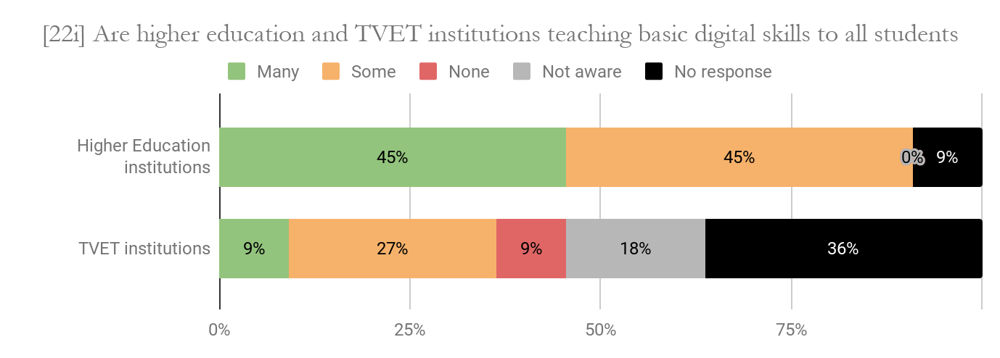 [22i] Are higher education and TVET institutions teaching basic digital skills to all students
Many Some None Not aware No response
Higher Education
institutions
45% 45% 0% 9%
TVET institutions
9% 27% 9% 18% 36%
0% 25% 50% 75%